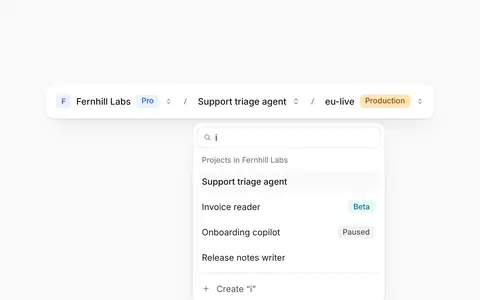 F Fernhill Labs Pro / Support triage agent / eu-live Production
i
Projects in Fernhill Labs
Support triage agent
Invoice reader Beta
Onboarding copilot Paused
Release notes writer
+ Create “i”